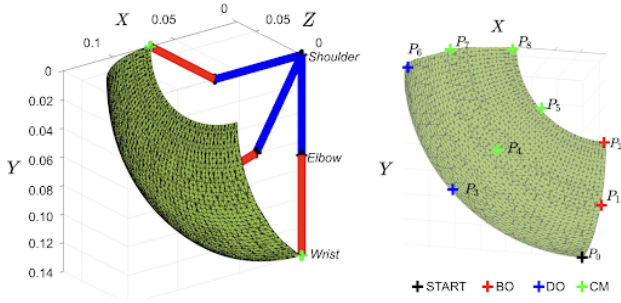 X
0.1
0.05
0
0.05
Z
0
Shoulder
0
0.02
0.04
0.06
0.08
0.10
0.12
0.14
Y
Elbow
Wrist
X
P6
P7
P8
P5
P4
P3
P2
P1
P0
Y
START BO DO CM